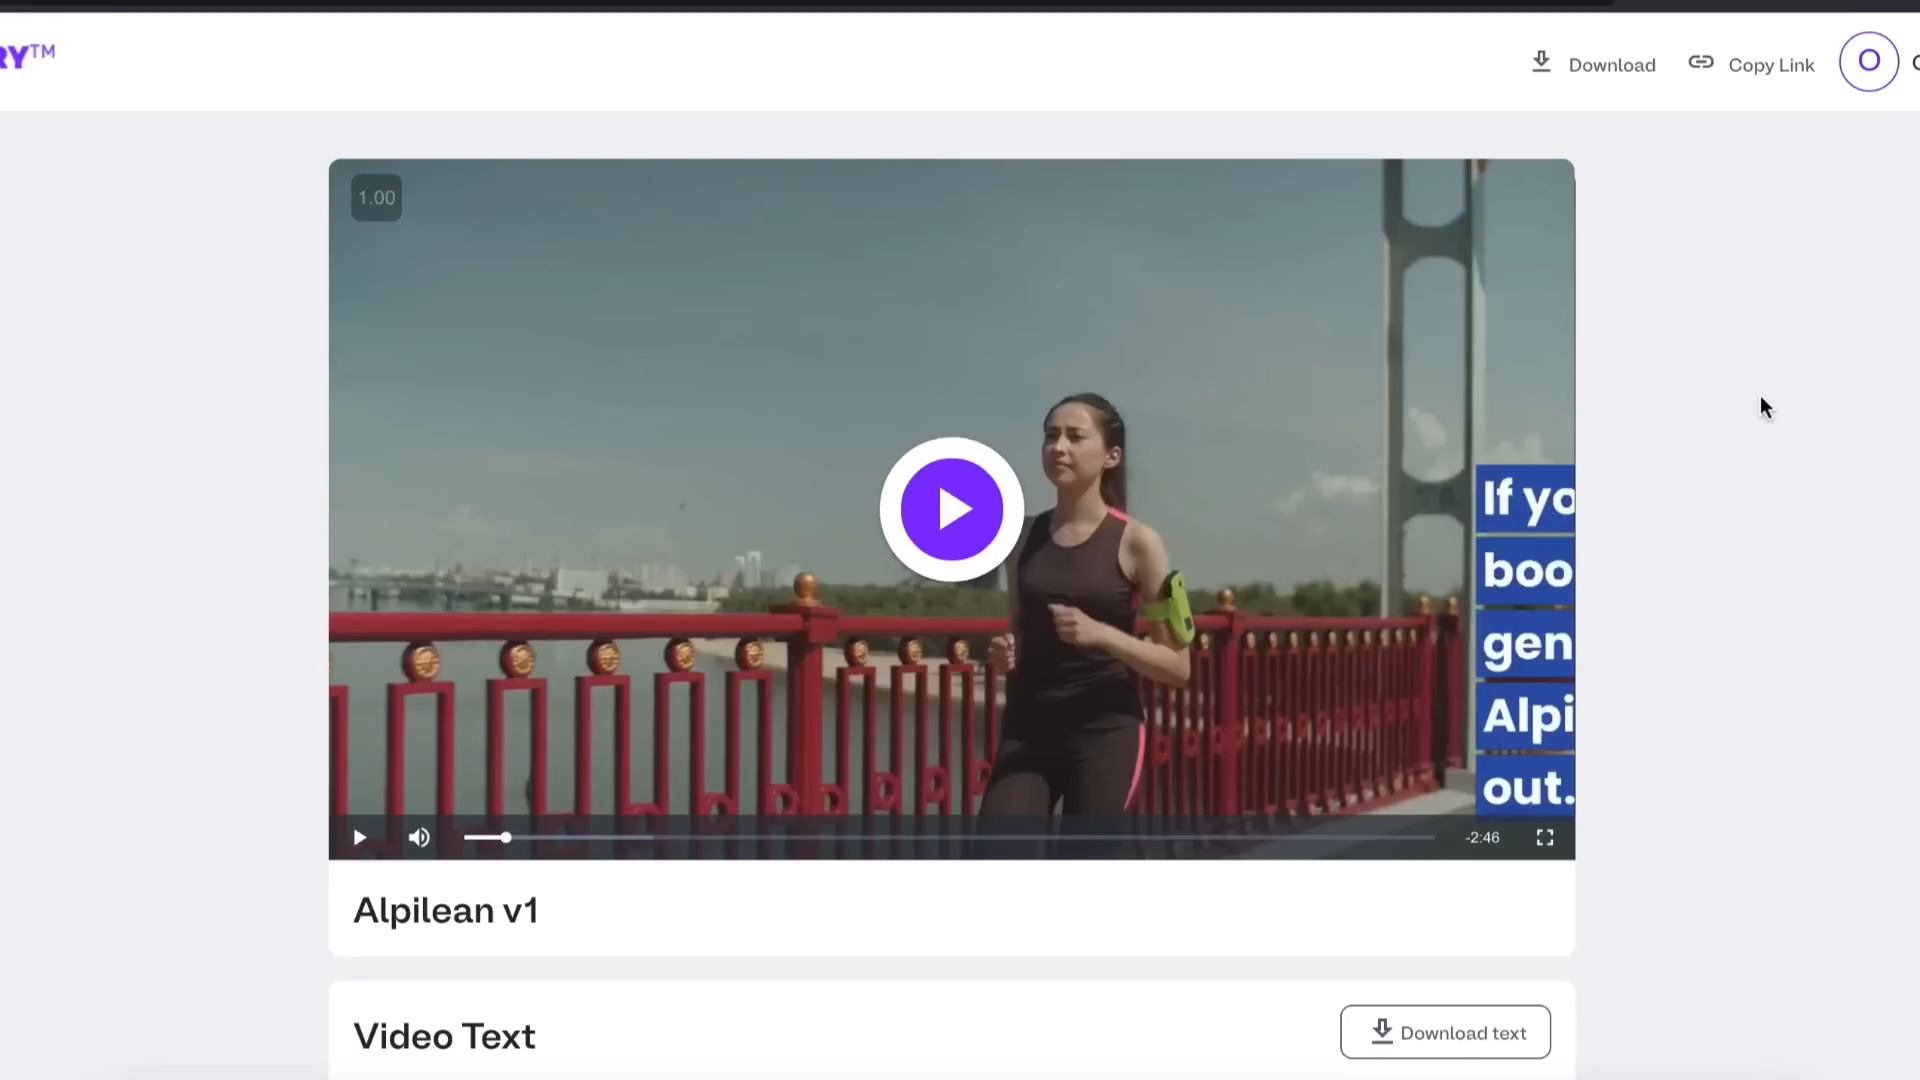 RY™
Download
Copy Link
O
1.00
If yo
boo
gen
Alpi
out.
-2:46
Alpilean v1
Video Text
Download text